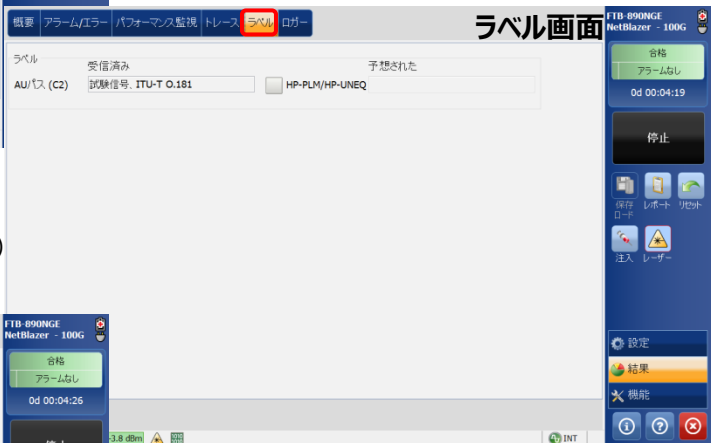 概要 アラーム/エラー パフォーマンス監視 トレース ラベル ロガー
ラベル画面
ラベル
受信済み 予想された
AU/パス (C2) 試験信号, ITU-T O.181 HP-PLM/HP-UNEQ
FTB-890NGE
NetBlazer - 100G
合格
アラームなし
0d 00:04:19
停止
保存 レポート リセット
ロード
注入 レーザー
設定
結果
機能
)
FTB-890NGE
NetBlazer - 100G
合格
アラームなし
0d 00:04:26
-3.8 dBm
INT